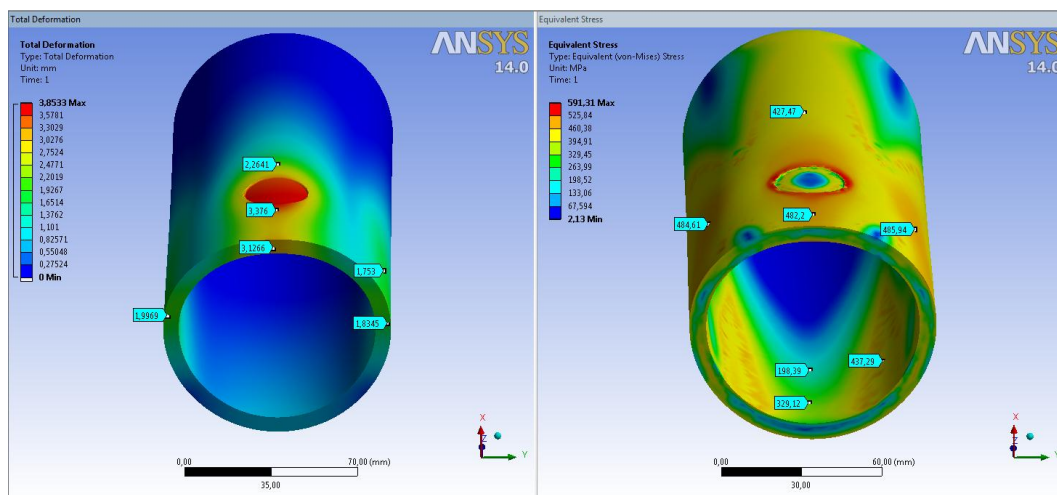 Total Deformation
Total Deformation
Type: Total Deformation
Unit: mm
Time: 1
3,8533 Max
3,5781
3,3029
3,0276
2,7524
2,4771
2,2019
1,9267
1,6514
1,3762
1,101
0,82571
0,55048
0,27524
0 Min
ANSYS
14.0
2,2641
3,376
3,1266
1,753
1,9969
1,8345
X
Z
Y
0,00
70,00 (mm)
35,00
Equivalent Stress
Equivalent Stress
Type: Equivalent (von-Mises) Stress
Unit: MPa
Time: 1
591,31 Max
525,84
460,38
394,91
329,45
263,99
198,52
133,06
67,594
2,13 Min
ANSYS
14.0
427,47
482,2
484,61
485,94
437,29
198,39
329,12
X
Z
Y
0,00
60,00 (mm)
30,00